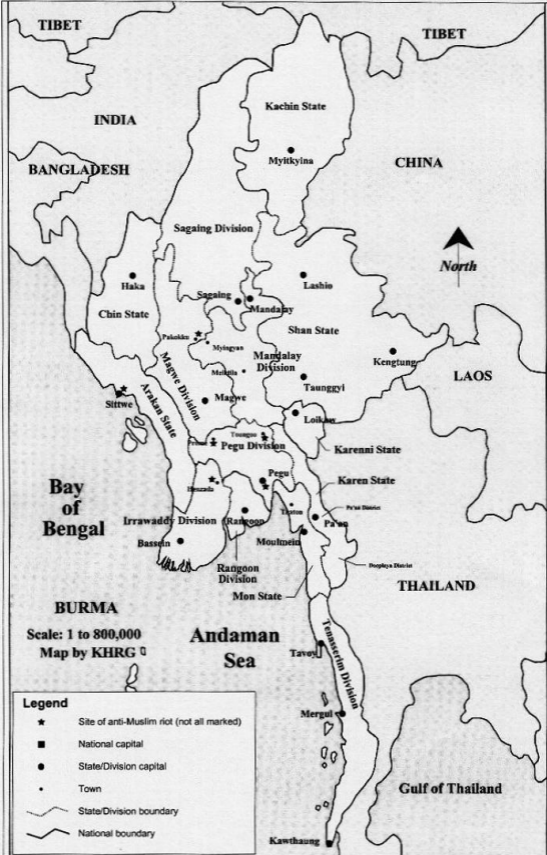 TIBET
TIBET
Kachin State
INDIA
Myitkyina
CHINA
BANGLADESH
Sagaing Division
North
Haka
Lashio
Sagaing
Mandalay
Chin State
Shan State
Pakokku
Myingyan
Mandalay
Division
Kengtung
Meiktila
Magwe Division
Taunggyi
LAOS
Sittwe
Arakan State
Magwe
Loikaw
Pegu Division
Karenni State
Bay
of
Bengal
Pegu
Karen State
Henzada
Irrawaddy Division
Rangoon
Pa'an
Pa'an District
Bassein
Moulmein
Rangoon
Division
Dooplaya District
Mon State
THAILAND
BURMA
Scale: 1 to 800,000
Map by KHRG
Andaman
Sea
Tavoy
Tenasserim Division
Mergui
Gulf of Thailand
Kawthaung
Legend
Site of anti-Muslim riot (not all marked)
National capital
State/Division capital
Town
State/Division boundary
National boundary